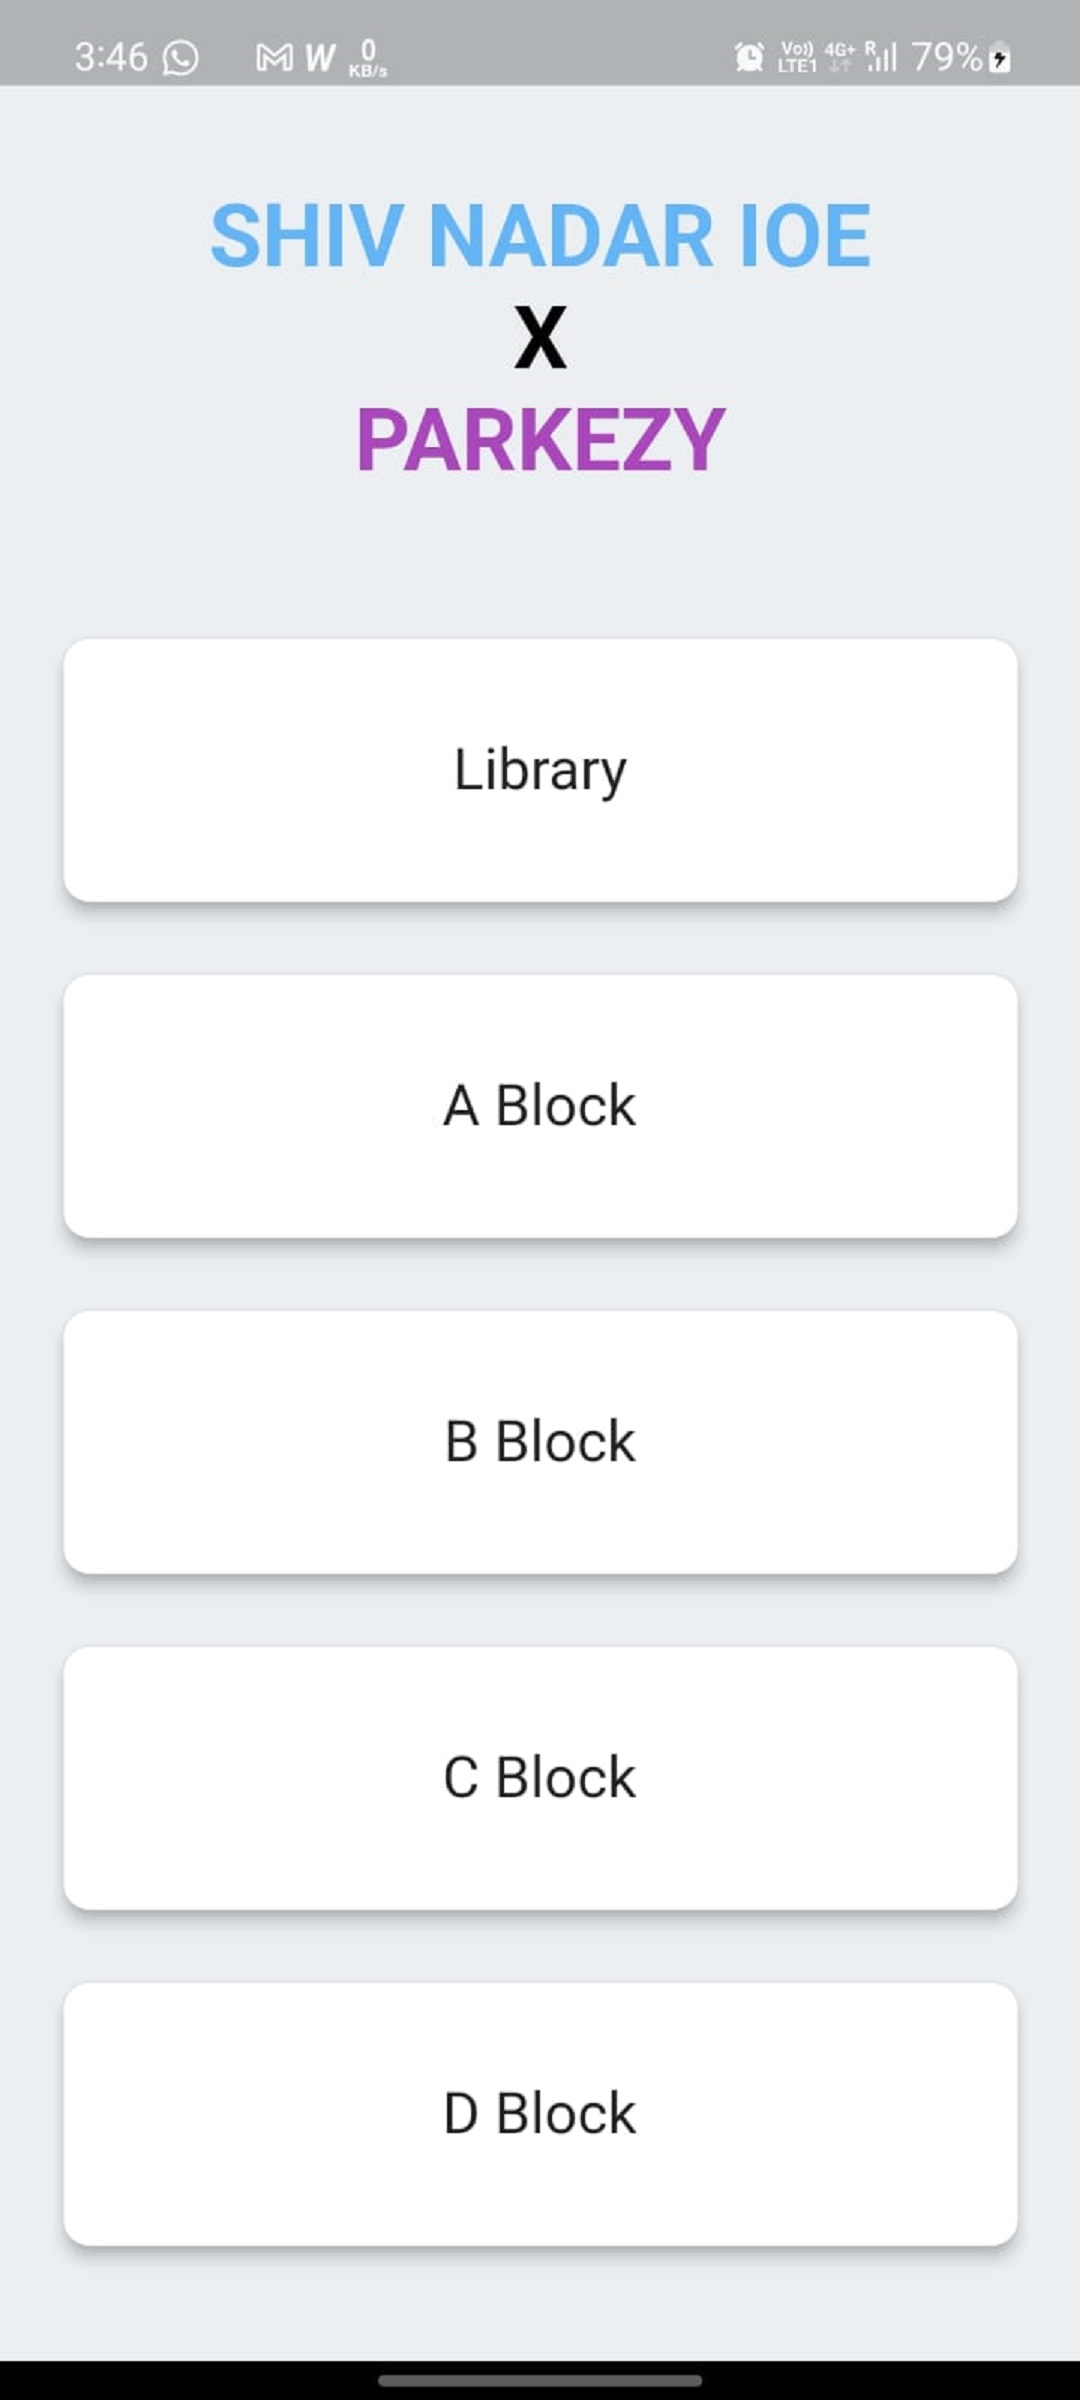 3:46 W 0 KB/s Vo)) LTE1 4G+ R 79%
SHIV NADAR IOE
X
PARKEZY
Library
A Block
B Block
C Block
D Block